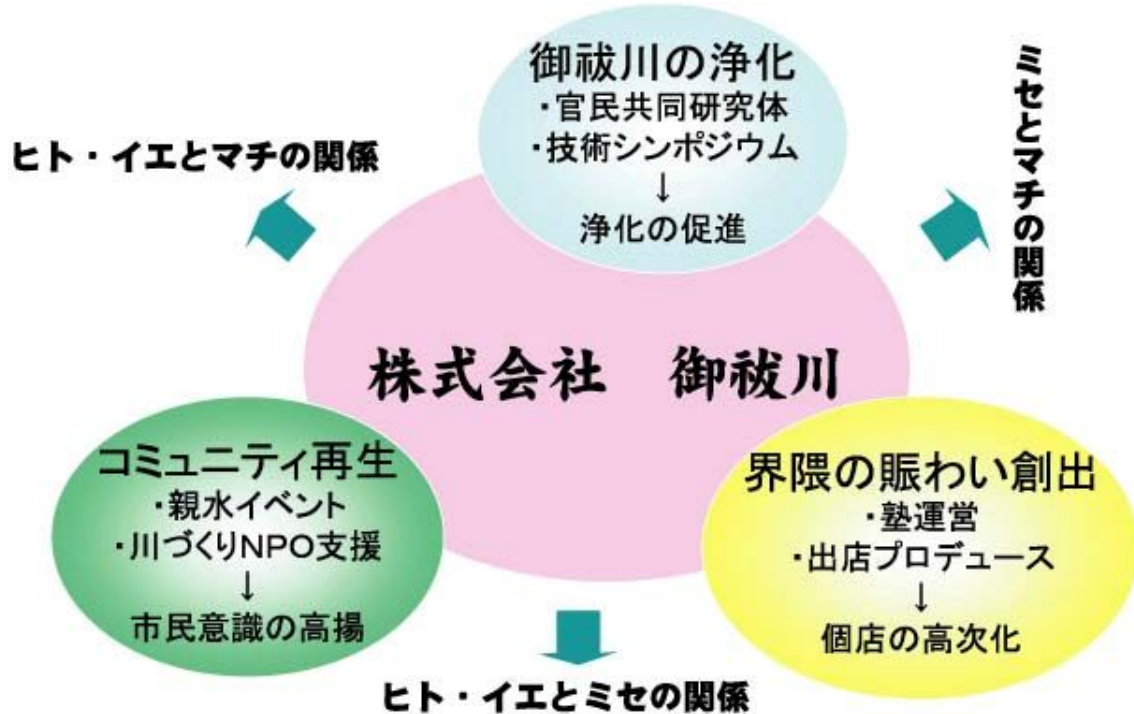 御祓川の浄化
・官民共同研究体
・技術シンポジウム
↓
浄化の促進
ヒト・イエとマチの関係
ミセとマチの関係
株式会社　御祓川
コミュニティ再生
・親水イベント
・川づくりNPO支援
↓
市民意識の高揚
界隈の賑わい創出
・塾運営
・出店プロデュース
↓
個店の高次化
ヒト・イエとミセの関係